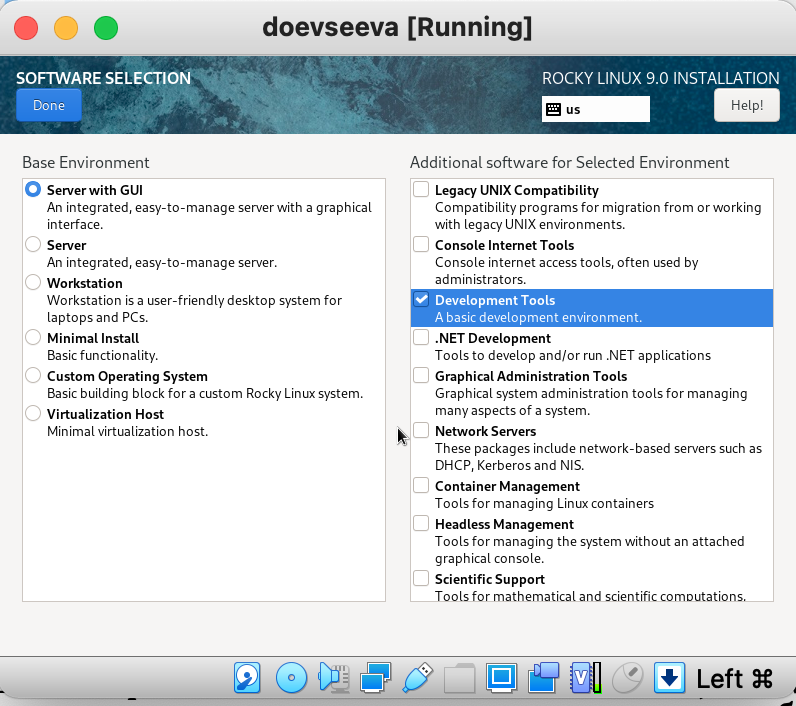 doevseeva [Running]
SOFTWARE SELECTION
ROCKY LINUX 9.0 INSTALLATION
Done
us
Help!
Base Environment
Server with GUI
An integrated, easy-to-manage server with a graphical
interface.
Server
An integrated, easy-to-manage server.
Workstation
Workstation is a user-friendly desktop system for
laptops and PCs.
Minimal Install
Basic functionality.
Custom Operating System
Basic building block for a custom Rocky Linux system.
Virtualization Host
Minimal virtualization host.
Additional software for Selected Environment
Legacy UNIX Compatibility
Compatibility programs for migration from or working
with legacy UNIX environments.
Console Internet Tools
Console internet access tools, often used by
administrators.
Development Tools
A basic development environment.
.NET Development
Tools to develop and/or run .NET applications
Graphical Administration Tools
Graphical system administration tools for managing
many aspects of a system.
Network Servers
These packages include network-based servers such as
DHCP, Kerberos and NIS.
Container Management
Tools for managing Linux containers
Headless Management
Tools for managing the system without an attached
graphical console.
Scientific Support
Tools for mathematical and scientific computations,
V
Left ⌘